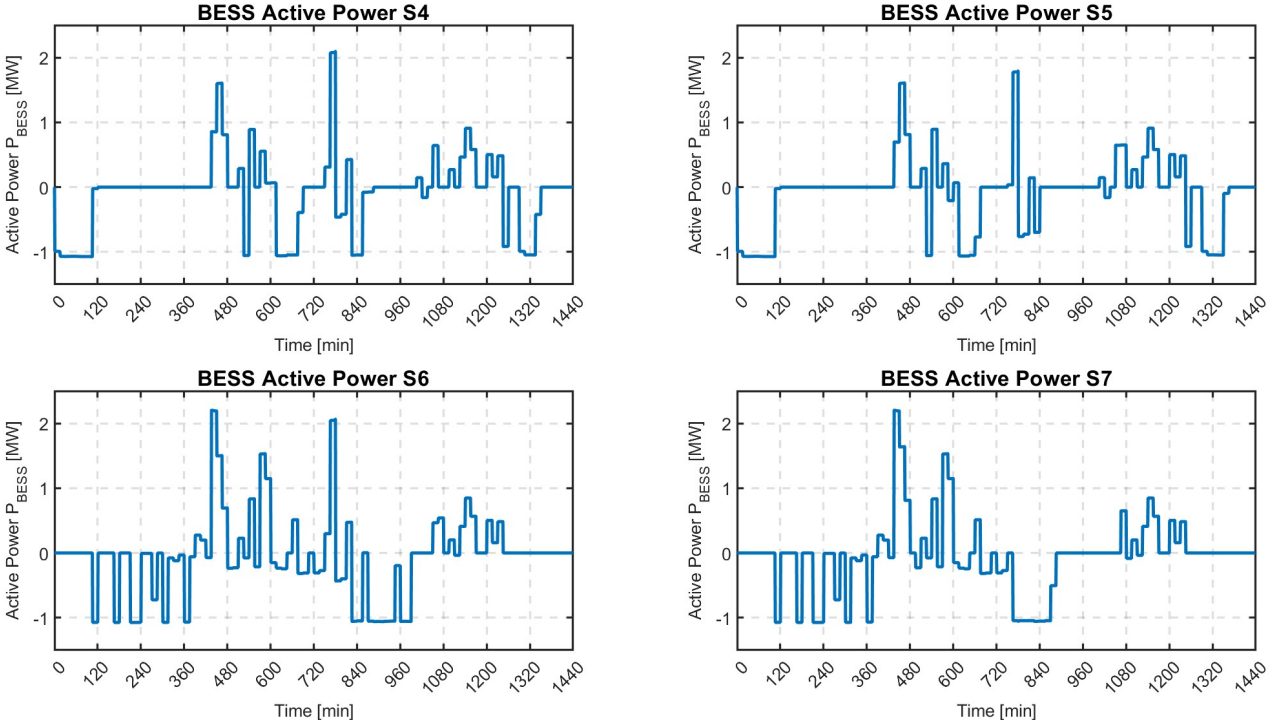 BESS Active Power S4
Active Power P_BESS [MW]
2
1
0
-1
0 120 240 360 480 600 720 840 960 1080 1200 1320 1440
Time [min]
BESS Active Power S5
Active Power P_BESS [MW]
2
1
0
-1
0 120 240 360 480 600 720 840 960 1080 1200 1320 1440
Time [min]
BESS Active Power S6
Active Power P_BESS [MW]
2
1
0
-1
0 120 240 360 480 600 720 840 960 1080 1200 1320 1440
Time [min]
BESS Active Power S7
Active Power P_BESS [MW]
2
1
0
-1
0 120 240 360 480 600 720 840 960 1080 1200 1320 1440
Time [min]